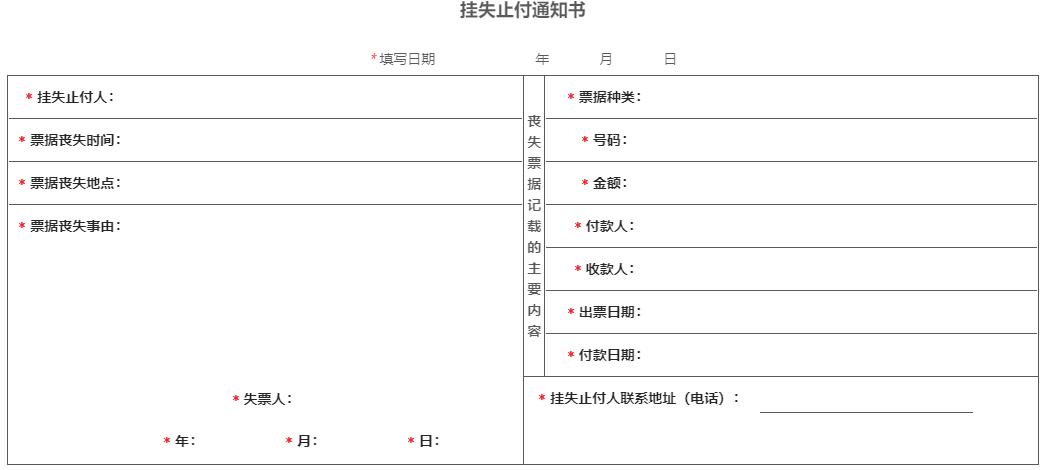 挂失止付通知书
*填写日期 年 月 日
* 挂失止付人：
* 票据丧失时间：
* 票据丧失地点：
* 票据丧失事由：
* 失票人：
* 年： * 月： * 日：
丧失票据记载的主要内容
* 票据种类：
* 号码：
* 金额：
* 付款人：
* 收款人：
* 出票日期：
* 付款日期：
* 挂失止付人联系地址（电话）：